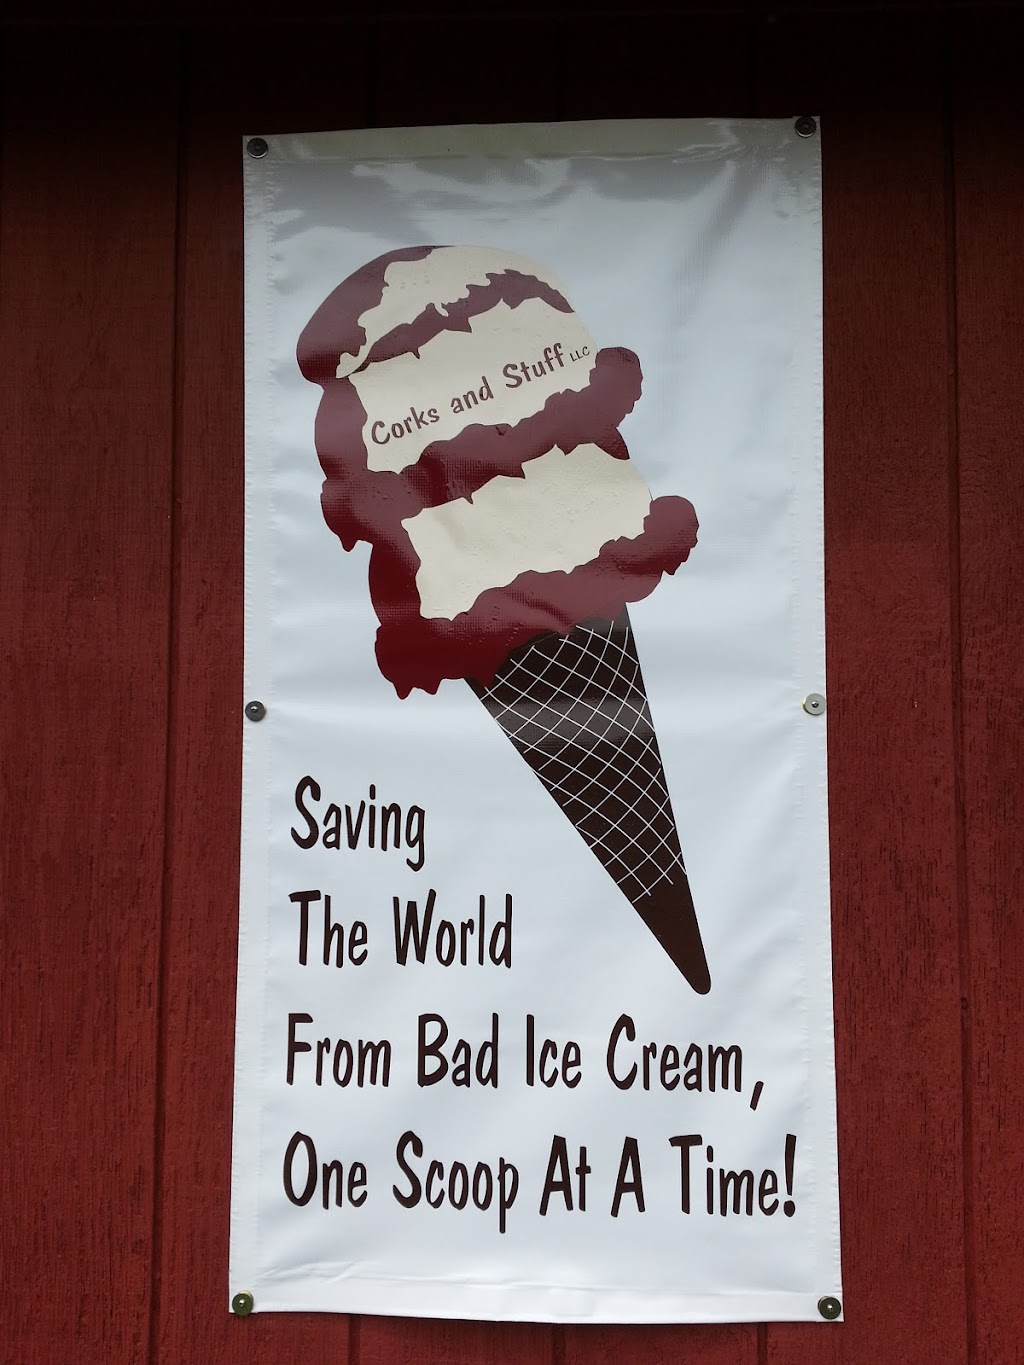 Corks and Stuff LLC
Saving
The World
From Bad Ice Cream,
One Scoop At A Time!